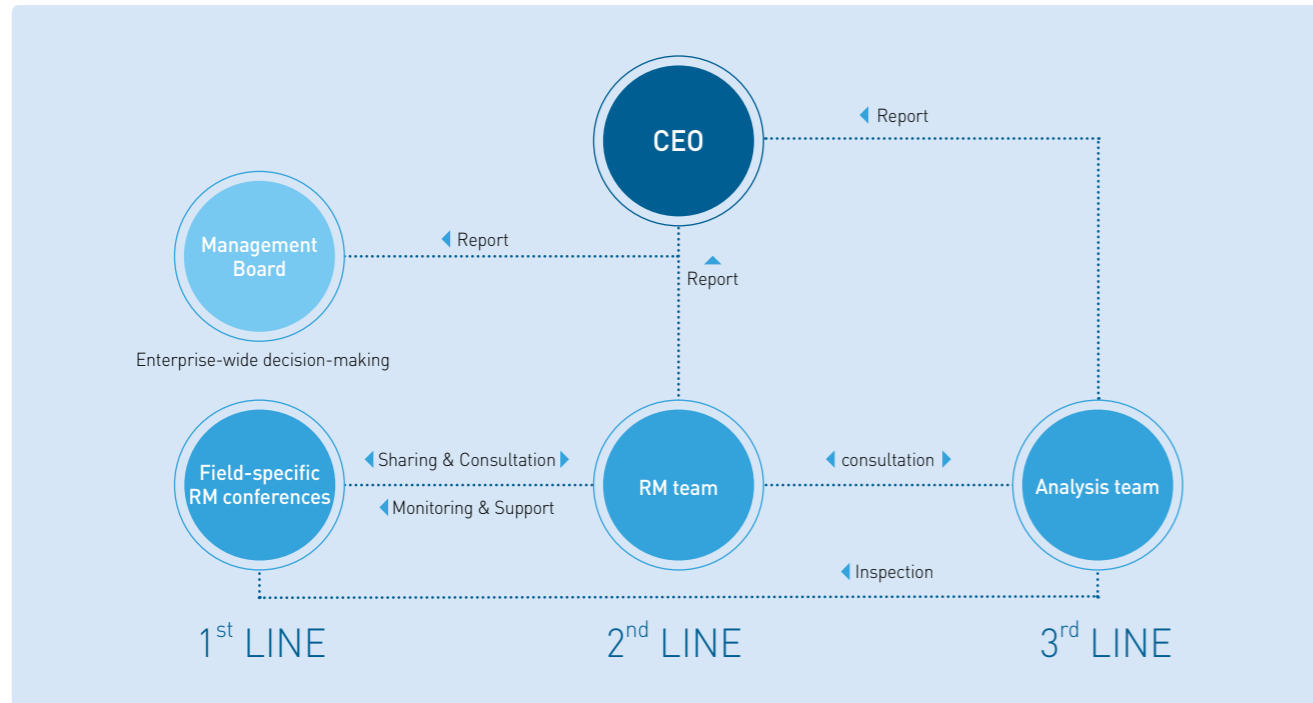 CEO
Report
Management
Board
Report
Report
Enterprise-wide decision-making
Field-specific
RM conferences
Sharing & Consultation
Monitoring & Support
RM team
consultation
Analysis team
Inspection
1st LINE
2nd LINE
3rd LINE